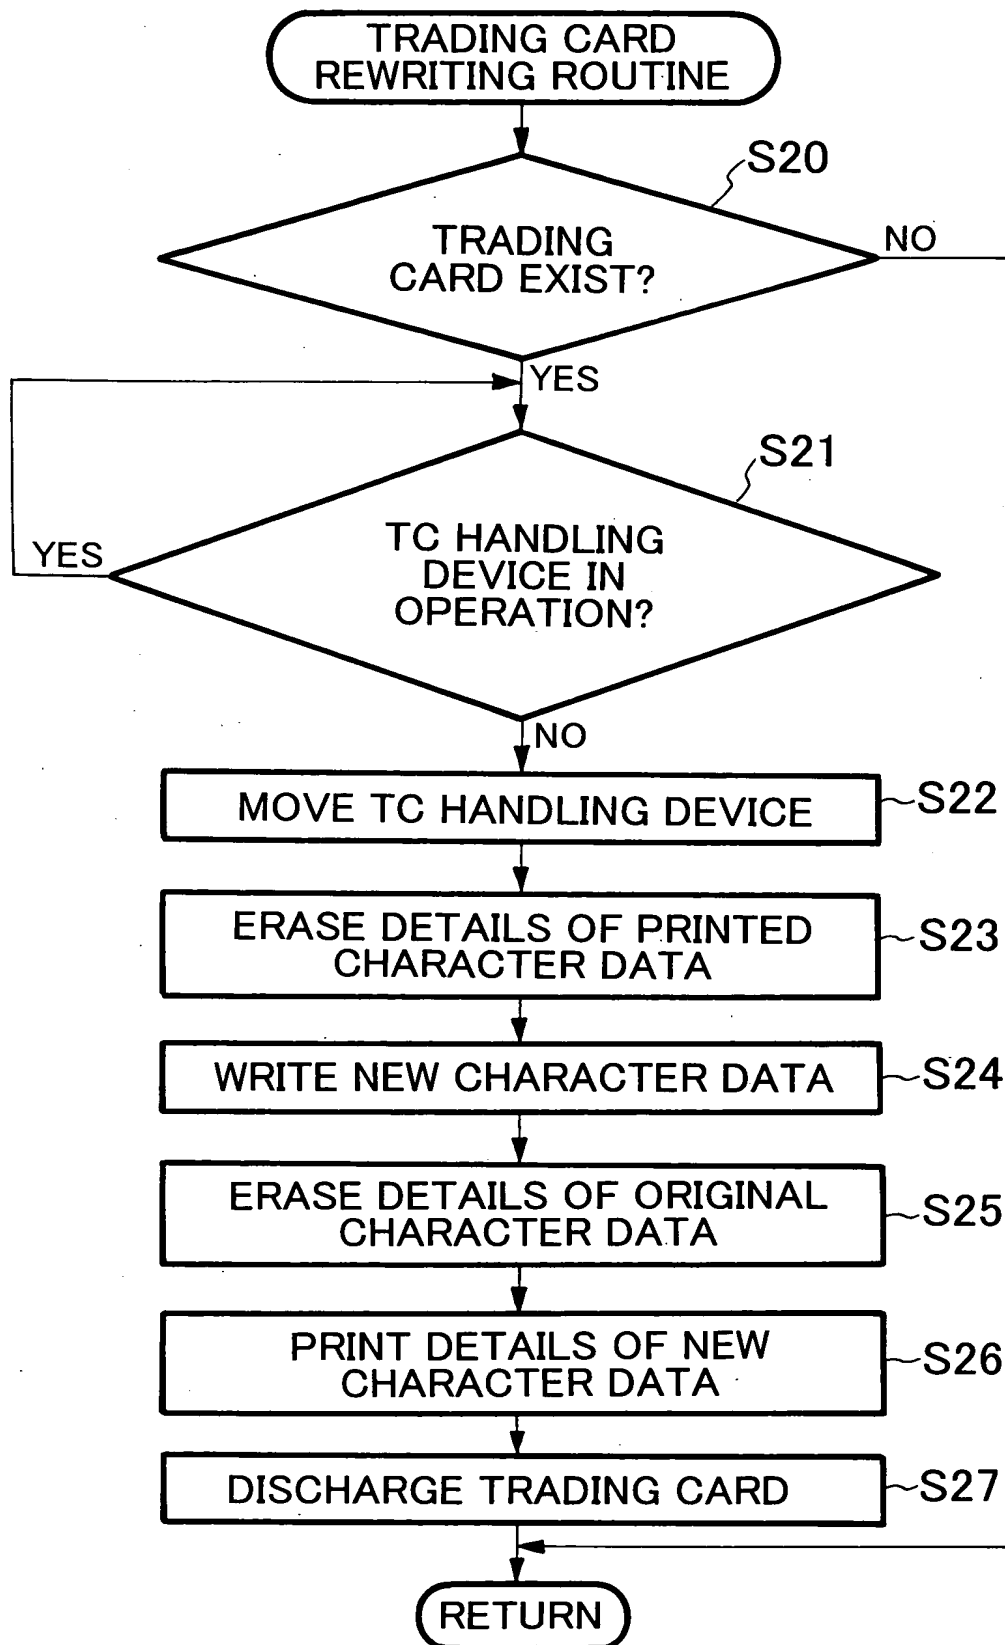 TRADING CARD
REWRITING ROUTINE
S20
TRADING
CARD EXIST?
NO
YES
S21
TC HANDLING
DEVICE IN
OPERATION?
YES
NO
MOVE TC HANDLING DEVICE
S22
ERASE DETAILS OF PRINTED
CHARACTER DATA
S23
WRITE NEW CHARACTER DATA
S24
ERASE DETAILS OF ORIGINAL
CHARACTER DATA
S25
PRINT DETAILS OF NEW
CHARACTER DATA
S26
DISCHARGE TRADING CARD
S27
RETURN